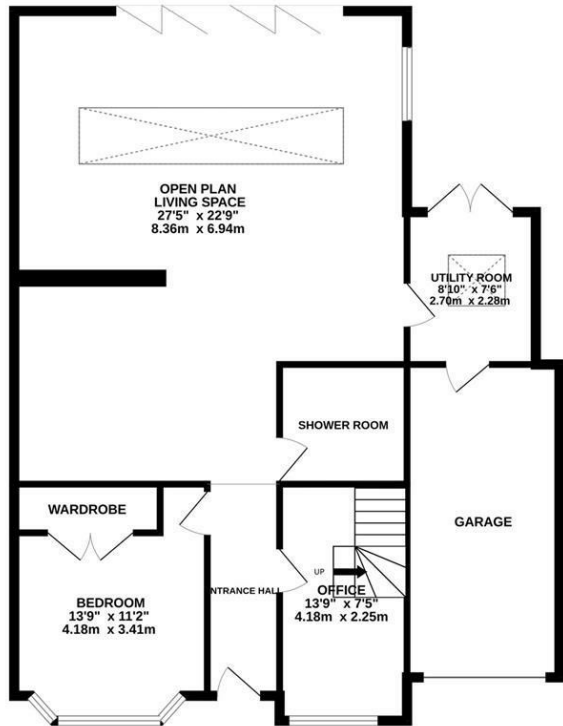 OPEN PLAN
LIVING SPACE
27'5" x 22'9"
8.36m x 6.94m
UTILITY ROOM
8'10" x 7'6"
2.70m x 2.28m
SHOWER ROOM
WARDROBE
GARAGE
UP
NTRANCE HALL
OFFICE
13'9" x 7'5"
4.18m x 2.25m
BEDROOM
13'9" x 11'2"
4.18m x 3.41m